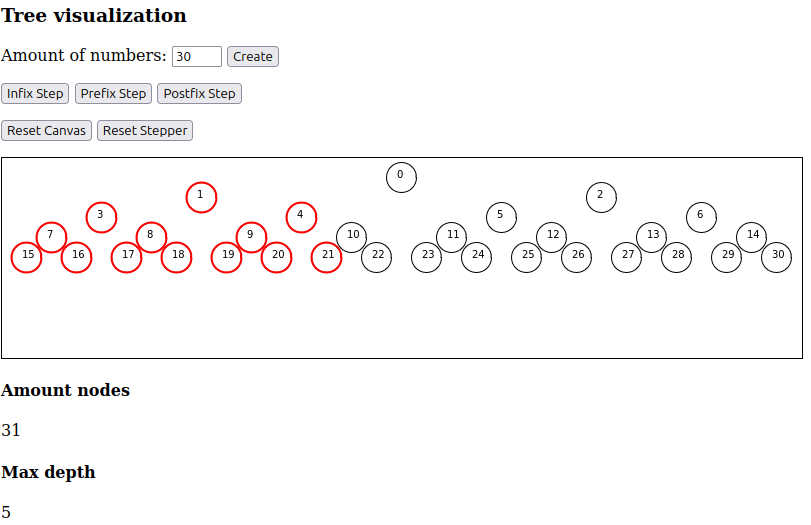 Tree visualization
Amount of numbers: 30 Create
Infix Step Prefix Step Postfix Step
Reset Canvas Reset Stepper
0
1 2
3 4 5 6
7 8 9 10 11 12 13 14
15 16 17 18 19 20 21 22 23 24 25 26 27 28 29 30
Amount nodes
31
Max depth
5